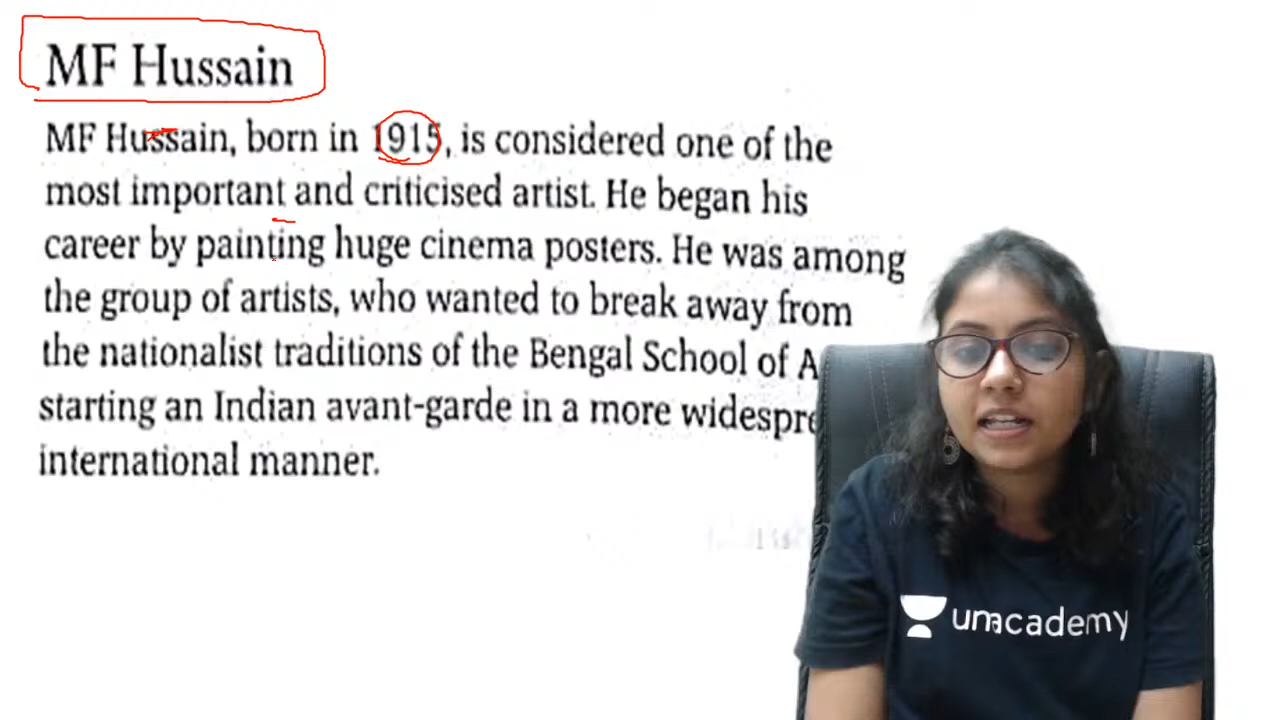 MF Hussain
MF Hussain, born in 1915, is considered one of the
most important and criticised artist. He began his
career by painting huge cinema posters. He was among
the group of artists, who wanted to break away from
the nationalist traditions of the Bengal School of
starting an Indian avant-garde in a more
international manner.
unacademy